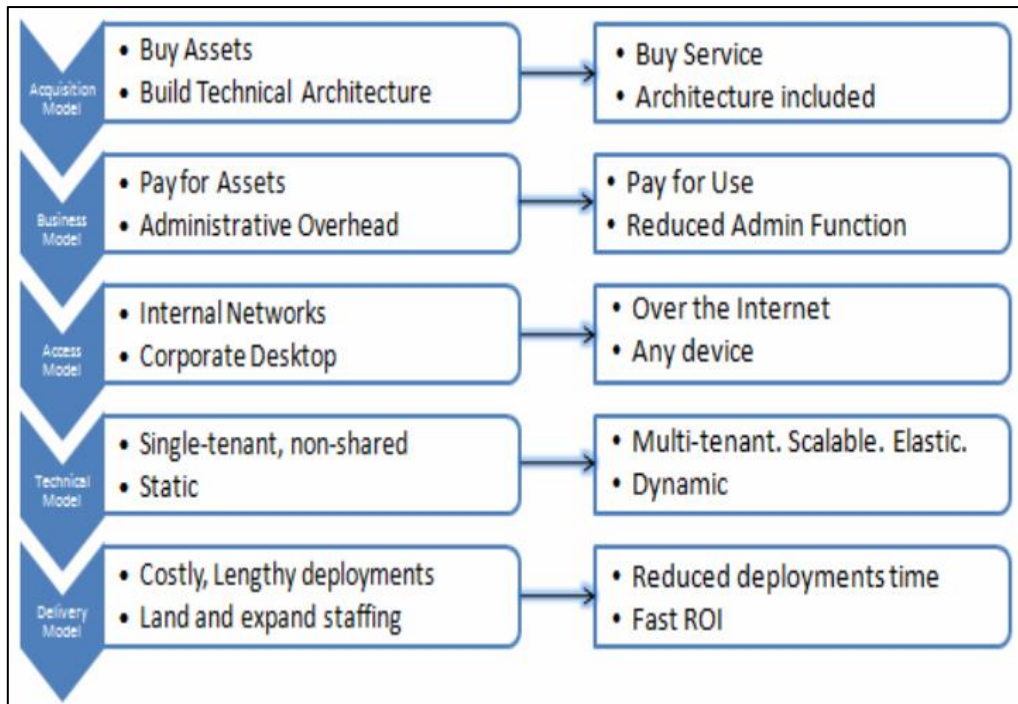 Acquisition
Model
• Buy Assets
• Build Technical Architecture
• Buy Service
• Architecture included
Business
Model
• Pay for Assets
• Administrative Overhead
• Pay for Use
• Reduced Admin Function
Access
Model
• Internal Networks
• Corporate Desktop
• Over the Internet
• Any device
Technical
Model
• Single-tenant, non-shared
• Static
• Multi-tenant. Scalable. Elastic.
• Dynamic
Delivery
Model
• Costly, Lengthy deployments
• Land and expand staffing
• Reduced deployments time
• Fast ROI